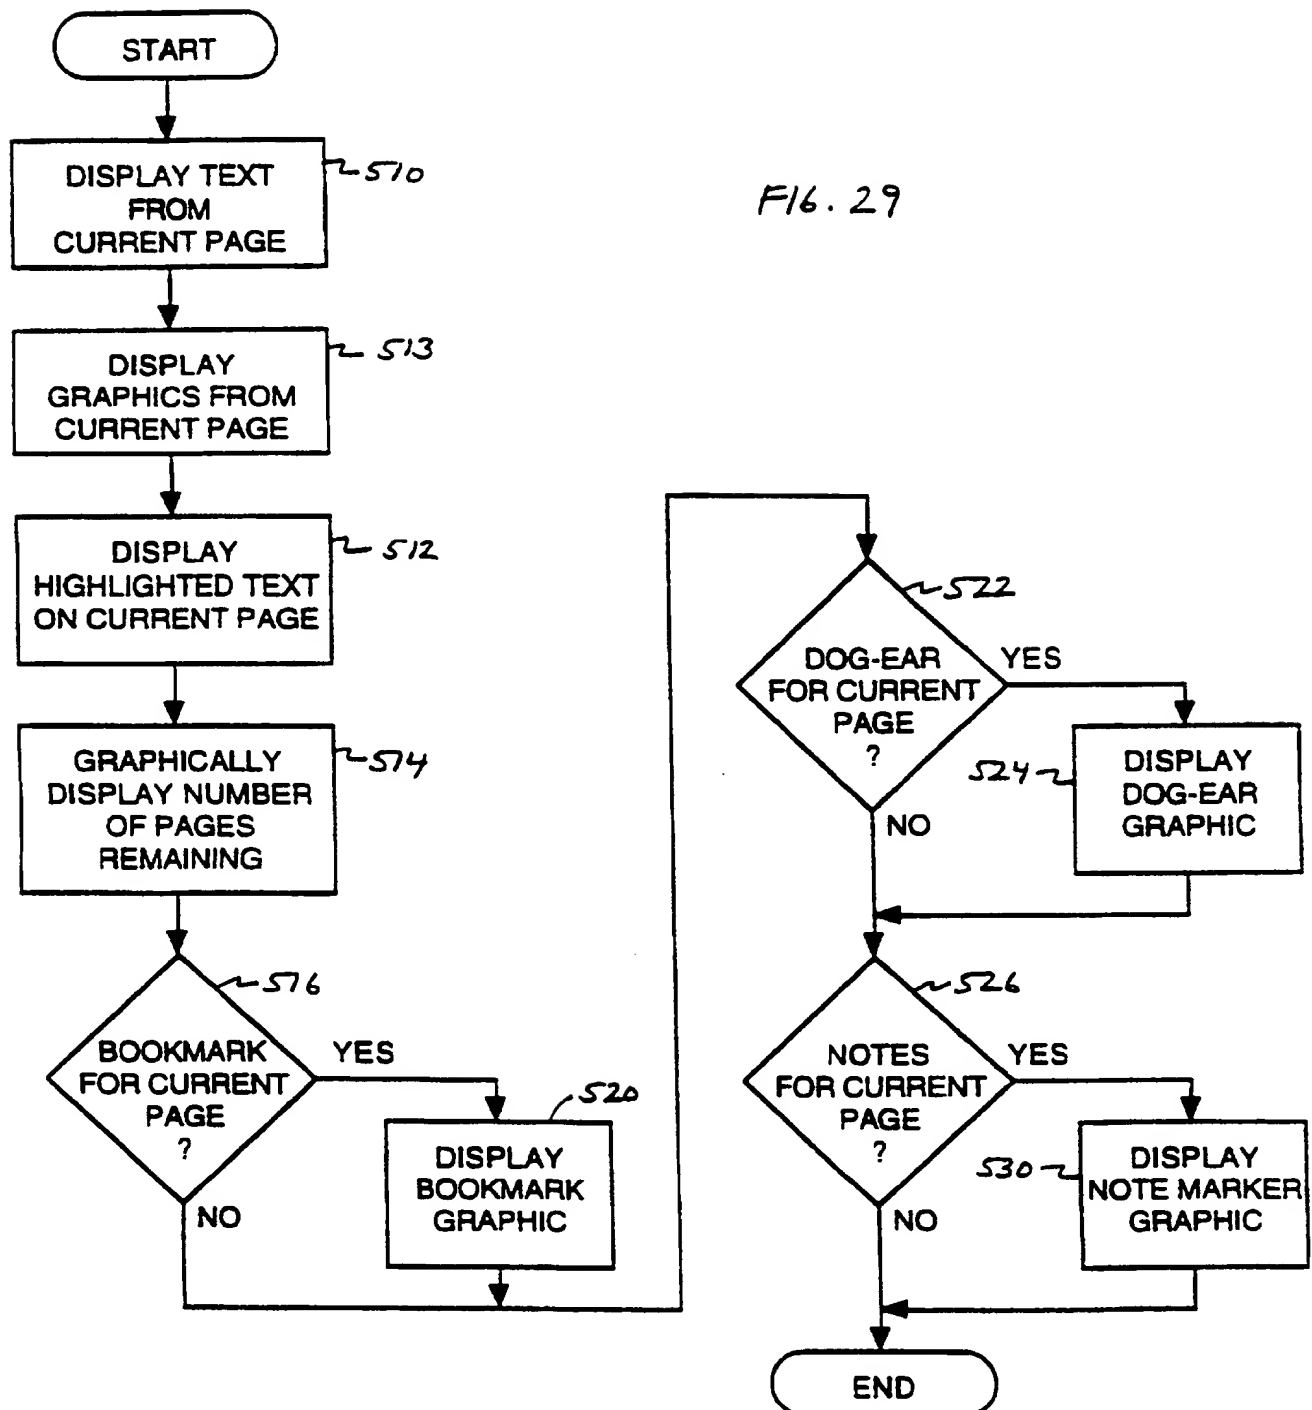 START
DISPLAY TEXT
FROM
CURRENT PAGE
510
FIG. 29
DISPLAY
GRAPHICS FROM
CURRENT PAGE
513
DISPLAY
HIGHLIGHTED TEXT
ON CURRENT PAGE
512
GRAPHICALLY
DISPLAY NUMBER
OF PAGES
REMAINING
514
BOOKMARK
FOR CURRENT
PAGE
?
516
YES
NO
DISPLAY
BOOKMARK
GRAPHIC
520
DOG-EAR
FOR CURRENT
PAGE
?
522
YES
NO
DISPLAY
DOG-EAR
GRAPHIC
524
NOTES
FOR CURRENT
PAGE
?
526
YES
NO
DISPLAY
NOTE MARKER
GRAPHIC
530
END